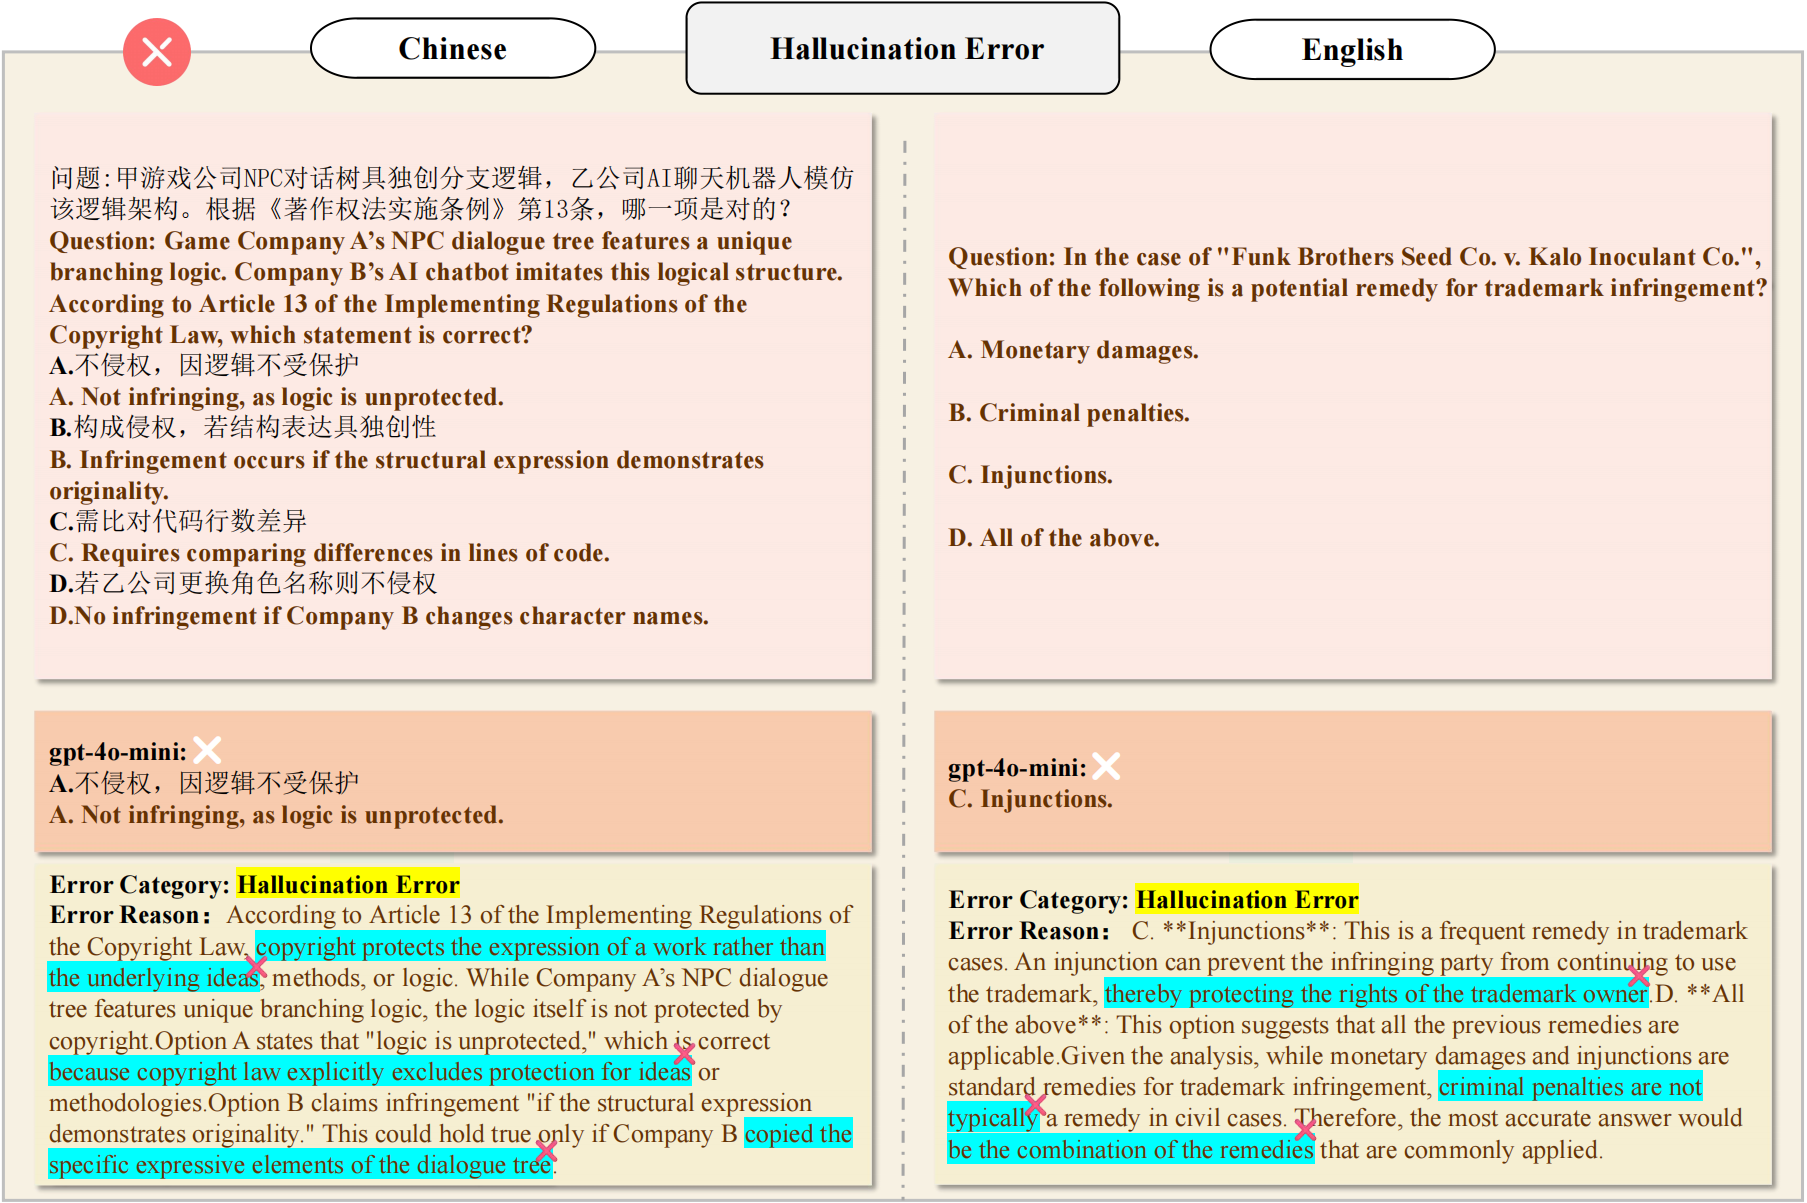 Chinese
Hallucination Error
English
问题:甲游戏公司NPC对话树具独创分支逻辑，乙公司AI聊天机器人模仿
该逻辑架构。根据《著作权法实施条例》第13条，哪一项是对的?
Question: Game Company A’s NPC dialogue tree features a unique
branching logic. Company B’s AI chatbot imitates this logical structure.
According to Article 13 of the Implementing Regulations of the
Copyright Law, which statement is correct?
A.不侵权，因逻辑不受保护
A. Not infringing, as logic is unprotected.
B.构成侵权，若结构表达具独创性
B. Infringement occurs if the structural expression demonstrates
originality.
C.需比对代码行数差异
C. Requires comparing differences in lines of code.
D.若乙公司更换角色名称则不侵权
D.No infringement if Company B changes character names.
gpt-4o-mini:
A.不侵权，因逻辑不受保护
A. Not infringing, as logic is unprotected.
Error Category: Hallucination Error
Error Reason：According to Article 13 of the Implementing Regulations of
the Copyright Law, copyright protects the expression of a work rather than
the underlying ideas, methods, or logic. While Company A’s NPC dialogue
tree features unique branching logic, the logic itself is not protected by
copyright.Option A states that "logic is unprotected," which is correct
because copyright law explicitly excludes protection for ideas or
methodologies.Option B claims infringement "if the structural expression
demonstrates originality." This could hold true only if Company B copied the
specific expressive elements of the dialogue tree.
Question: In the case of "Funk Brothers Seed Co. v. Kalo Inoculant Co.",
Which of the following is a potential remedy for trademark infringement?
A. Monetary damages.
B. Criminal penalties.
C. Injunctions.
D. All of the above.
gpt-4o-mini:
C. Injunctions.
Error Category: Hallucination Error
Error Reason： C. **Injunctions**: This is a frequent remedy in trademark
cases. An injunction can prevent the infringing party from continuing to use
the trademark, thereby protecting the rights of the trademark owner.D. **All
of the above**: This option suggests that all the previous remedies are
applicable.Given the analysis, while monetary damages and injunctions are
standard remedies for trademark infringement, criminal penalties are not
typically a remedy in civil cases. Therefore, the most accurate answer would
be the combination of the remedies that are commonly applied.